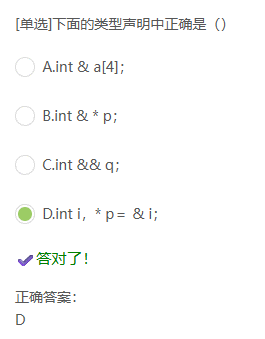 [单选]下面的类型声明中正确是（）
A.int & a[4]；
B.int & * p；
C.int && q；
D.int i，* p = & i；
答对了！
正确答案：
D